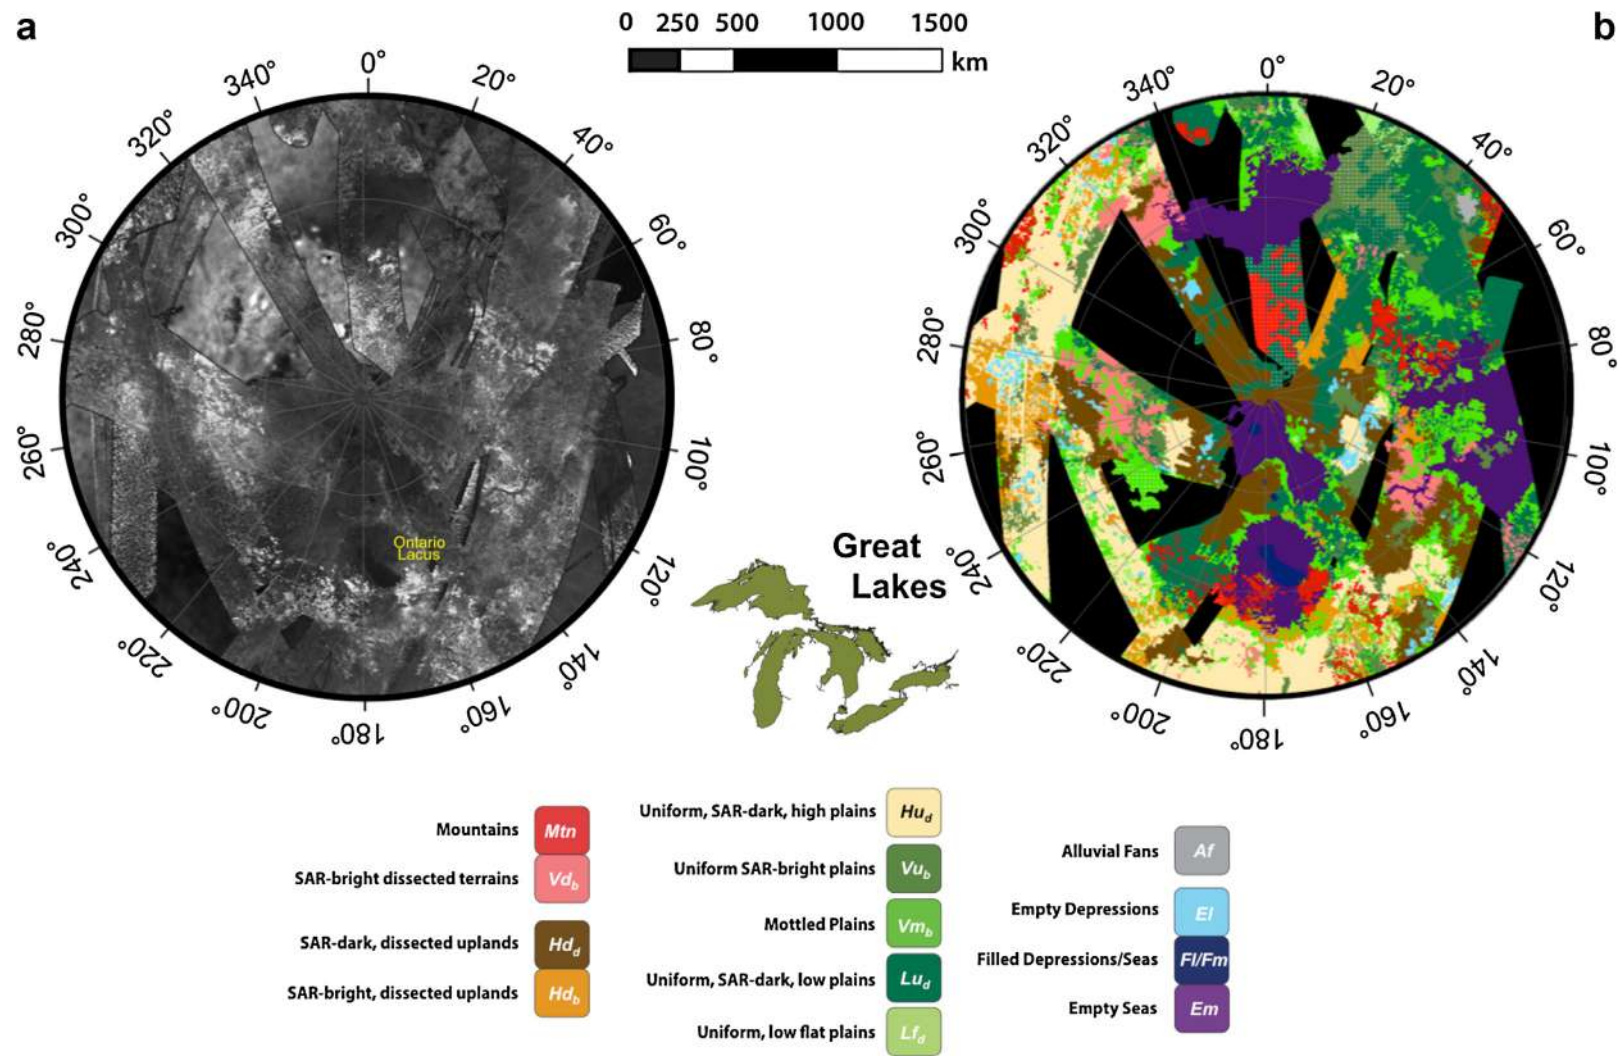 a
0 250 500 1000 1500
km
b
0°
20°
40°
60°
80°
100°
120°
140°
160°
180°
200°
220°
240°
260°
280°
300°
320°
340°
Ontario
Lacus
Great
Lakes
0°
20°
40°
60°
80°
100°
120°
140°
160°
180°
200°
220°
240°
260°
280°
300°
320°
340°
Mountains Mtn
SAR-bright dissected terrains Vdb
SAR-dark, dissected uplands Hdd
SAR-bright, dissected uplands Hdb
Uniform, SAR-dark, high plains Hud
Uniform SAR-bright plains Vub
Mottled Plains Vmb
Uniform, SAR-dark, low plains Lud
Uniform, low flat plains Lfd
Alluvial Fans Af
Empty Depressions El
Filled Depressions/Seas Fl/Fm
Empty Seas Em